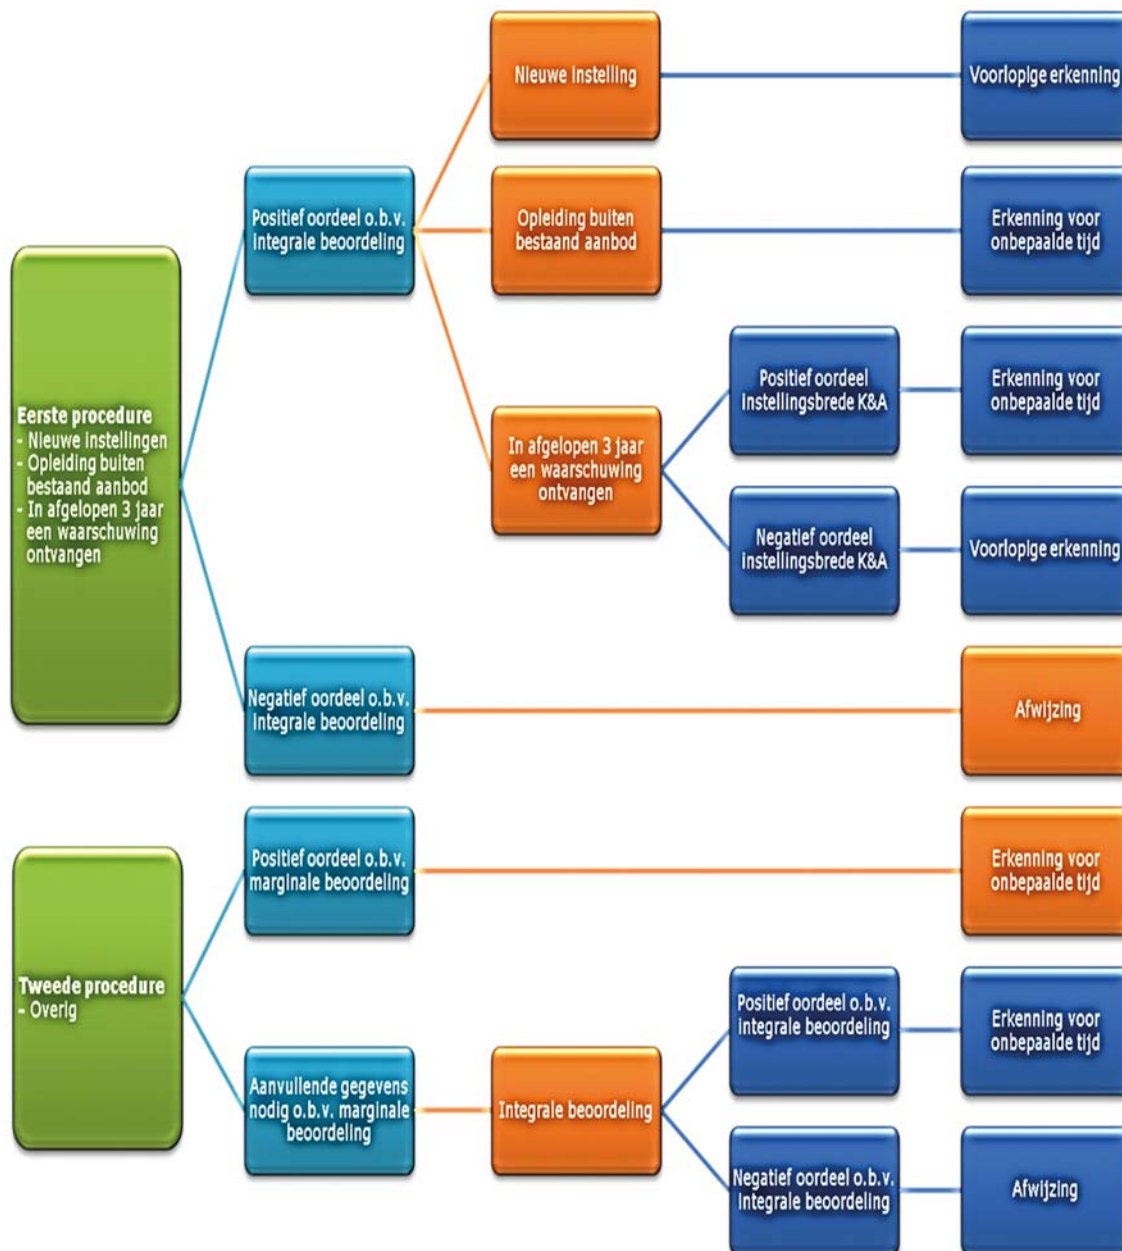 Eerste procedure
- Nieuwe instellingen
- Opleiding buiten
bestaand aanbod
- In afgelopen 3 jaar
een waarschuwing
ontvangen
Positief oordeel o.b.v.
integrale beoordeling
Nieuwe instelling
Voorlopige erkenning
Opleiding buiten
bestaand aanbod
Erkenning voor
onbepaalde tijd
In afgelopen 3 jaar
een waarschuwing
ontvangen
Positief oordeel
instellingsbrede K&A
Erkenning voor
onbepaalde tijd
Negatief oordeel
instellingsbrede K&A
Voorlopige erkenning
Negatief oordeel o.b.v.
integrale beoordeling
Afwijzing
Tweede procedure
- Overig
Positief oordeel o.b.v.
marginale beoordeling
Erkenning voor
onbepaalde tijd
Aanvullende gegevens
nodig o.b.v. marginale
beoordeling
Integrale beoordeling
Positief oordeel o.b.v.
integrale beoordeling
Erkenning voor
onbepaalde tijd
Negatief oordeel o.b.v.
integrale beoordeling
Afwijzing